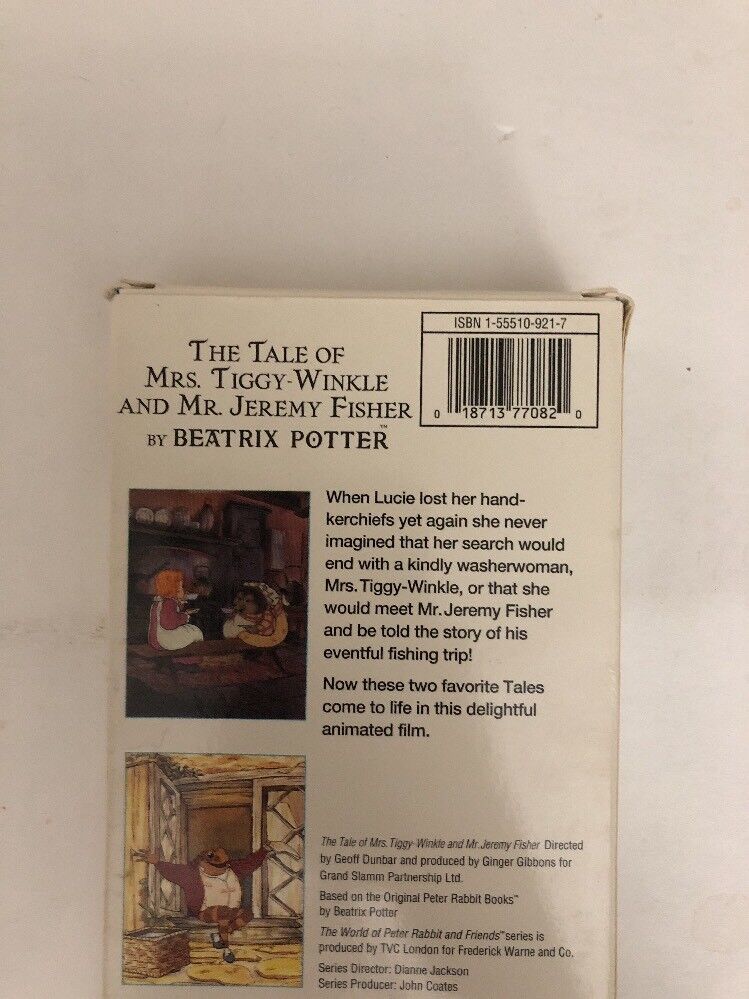 THE TALE OF
MRS. TIGGY-WINKLE
AND MR. JEREMY FISHER
BY BEATRIX POTTER™
ISBN 1-55510-921-7
0 18713 77082 0
When Lucie lost her hand-
kerchiefs yet again she never
imagined that her search would
end with a kindly washerwoman,
Mrs. Tiggy-Winkle, or that she
would meet Mr. Jeremy Fisher
and be told the story of his
eventful fishing trip!
Now these two favorite Tales
come to life in this delightful
animated film.
The Tale of Mrs. Tiggy-Winkle and Mr. Jeremy Fisher Directed
by Geoff Dunbar and produced by Ginger Gibbons for
Grand Slamm Partnership Ltd.
Based on the Original Peter Rabbit Books™
by Beatrix Potter
The World of Peter Rabbit and Friends™ series is
produced by TVC London for Frederick Warne and Co.
Series Director: Dianne Jackson
Series Producer: John Coates